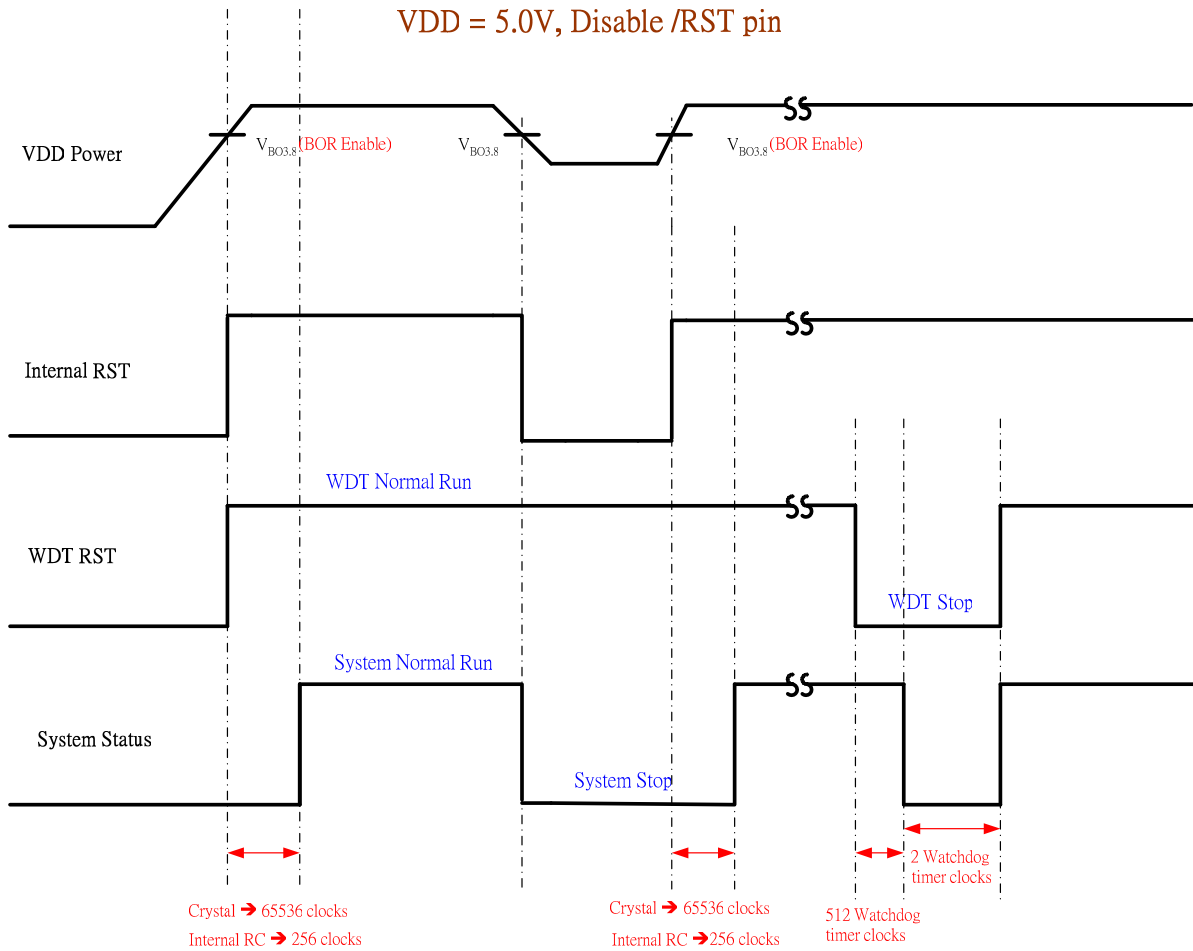 VDD = 5.0V, Disable /RST pin
VDD Power
VBO3.8 (BOR Enable)
VBO3.8
VBO3.8 (BOR Enable)
Internal RST
WDT Normal Run
WDT RST
WDT Stop
System Normal Run
System Status
System Stop
2 Watchdog
timer clocks
Crystal ➔ 65536 clocks
Internal RC ➔ 256 clocks
Crystal ➔ 65536 clocks
Internal RC ➔256 clocks
512 Watchdog
timer clocks